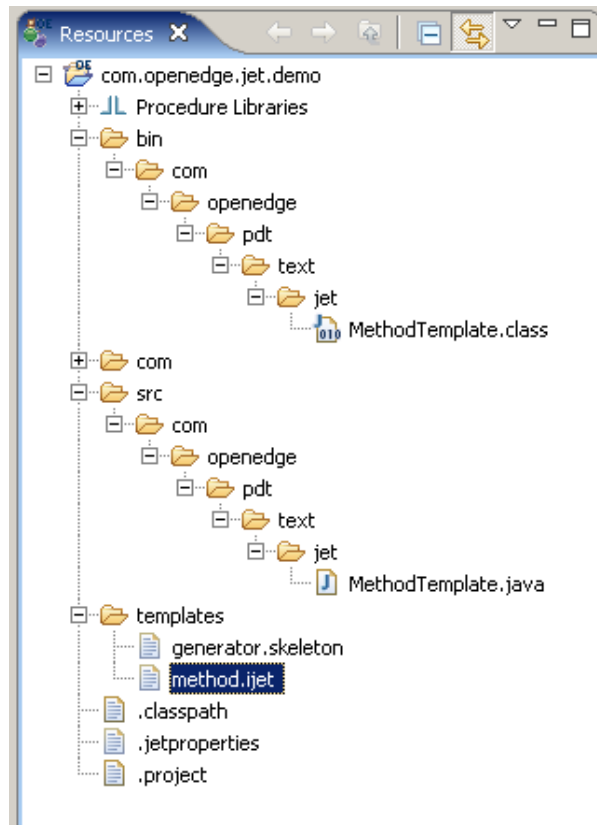 Resources
com.openedge.jet.demo
Procedure Libraries
bin
com
openedge
pdt
text
jet
MethodTemplate.class
com
src
com
openedge
pdt
text
jet
MethodTemplate.java
templates
generator.skeleton
method.ijet
.classpath
.jetproperties
.project